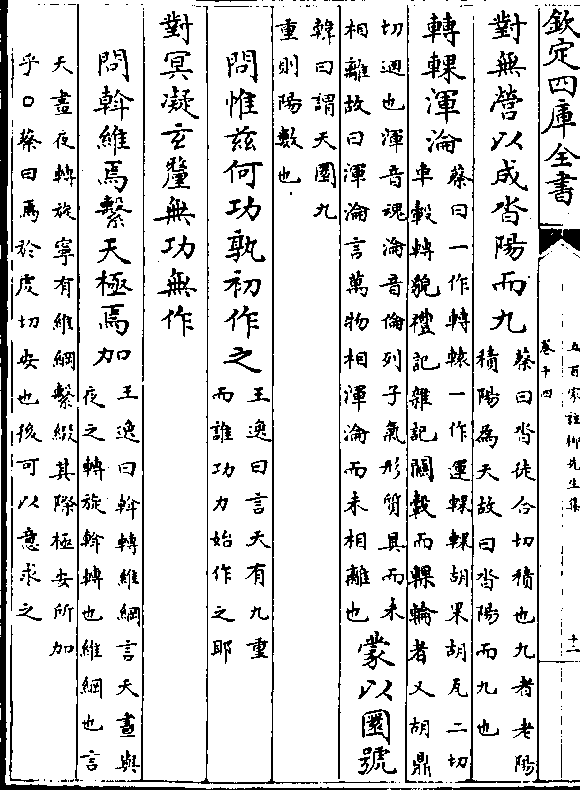 欽定四庫全書
五百家註栁先生集
卷十四
十二
對無營以成沓陽而九
蔡曰沓徒合切積也九者老陽
積陽為天故曰沓陽而九也
轉輠渾淪
蔡曰一作轉轅一作運輠輠胡果胡瓦二切
車轂轉貌禮記雜記闗轂而輠輪者又胡鼎
切迴也渾音魂淪音倫列子氣形質具而未
相離故曰渾淪言萬物相渾淪而未相離也
蒙以圜號
韓曰謂天圜九
重則陽數也
問惟兹何功孰初作之
王逸曰言天有九重
而誰功力始作之耶
對冥凝玄釐無功無作
問斡維焉繫天極焉加
王逸曰斡轉維綱言天晝與
夜之轉旋斡轉也維綱也言
天晝夜轉旋寧有維綱繫綴其際極安所加
乎○蔡曰焉於虔切安也後可以意求之